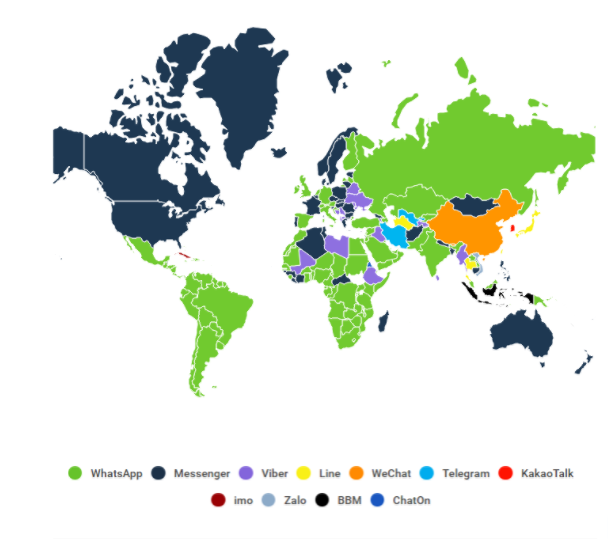 WhatsApp Messenger Viber Line WeChat Telegram KakaoTalk
imo Zalo BBM ChatOn